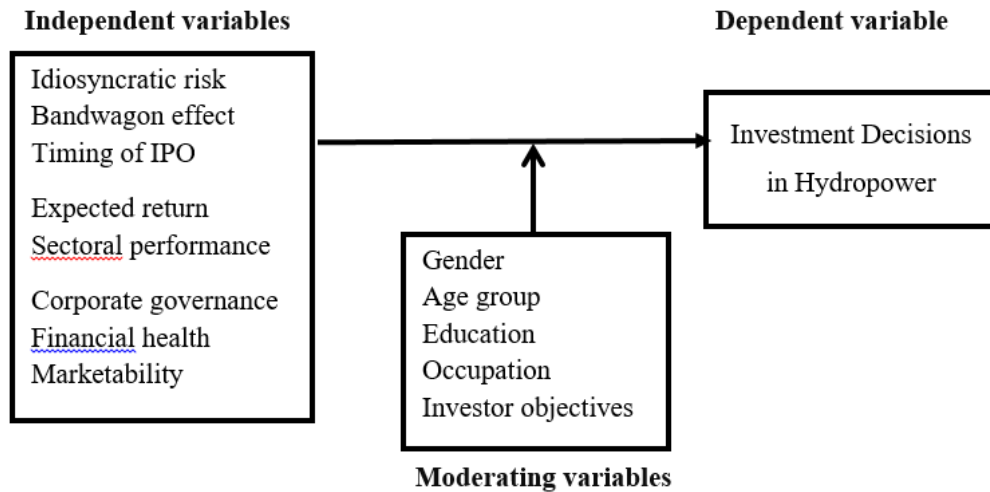 Independent variables
Idiosyncratic risk
Bandwagon effect
Timing of IPO
Expected return
Sectoral performance
Corporate governance
Financial health
Marketability
Dependent variable
Investment Decisions
in Hydropower
Gender
Age group
Education
Occupation
Investor objectives
Moderating variables